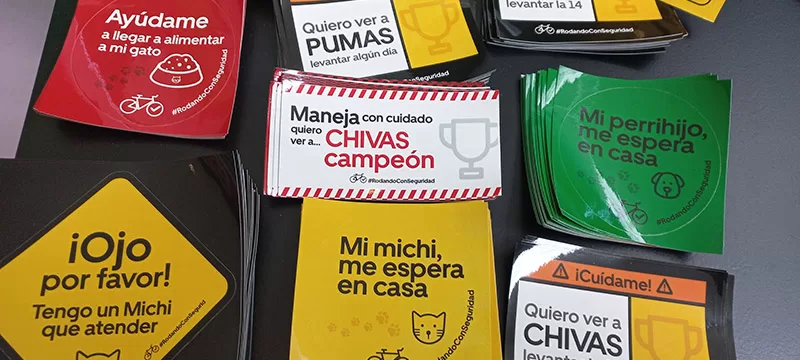 Ayúdame
a llegar a alimentar
a mi gato
#RodandoConSeguridad
Quiero ver a
PUMAS
levantar algún día
#RodandoConSeguridad
levantar la 14
#RodandoConSeguridad
Maneja con cuidado
quiero
ver a... CHIVAS
campeón
#RodandoConSeguridad
Mi perrihijo,
me espera
en casa
#RodandoConSeguridad
¡Ojo
por favor!
Tengo un Michi
que atender
#RodandoConSeguridad
Mi michi,
me espera
en casa
#RodandoConSeguridad
¡Cuídame!
Quiero ver a
CHIVAS